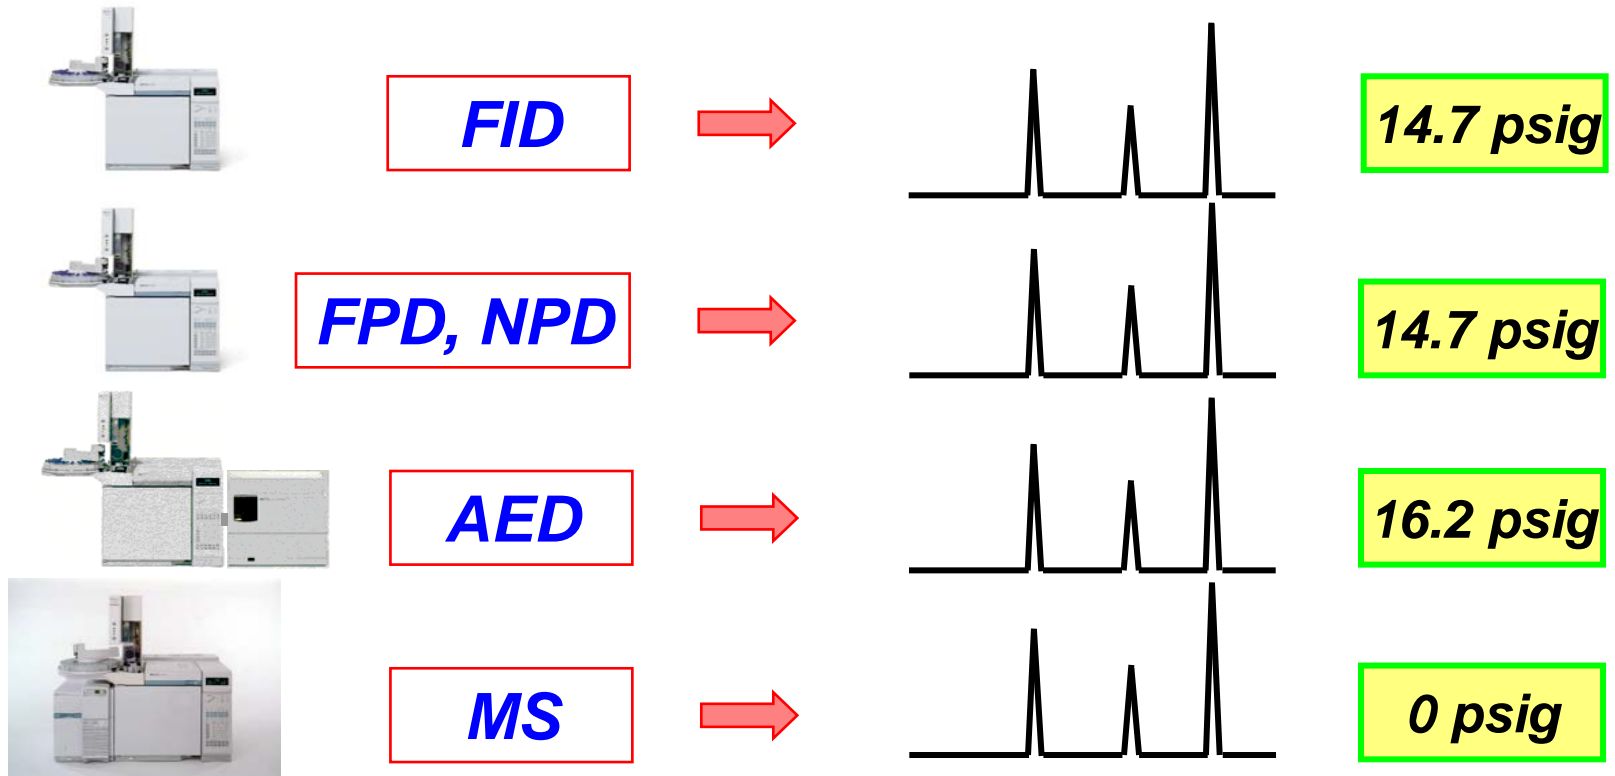 FID
14.7 psig
FPD, NPD
14.7 psig
AED
16.2 psig
MS
0 psig